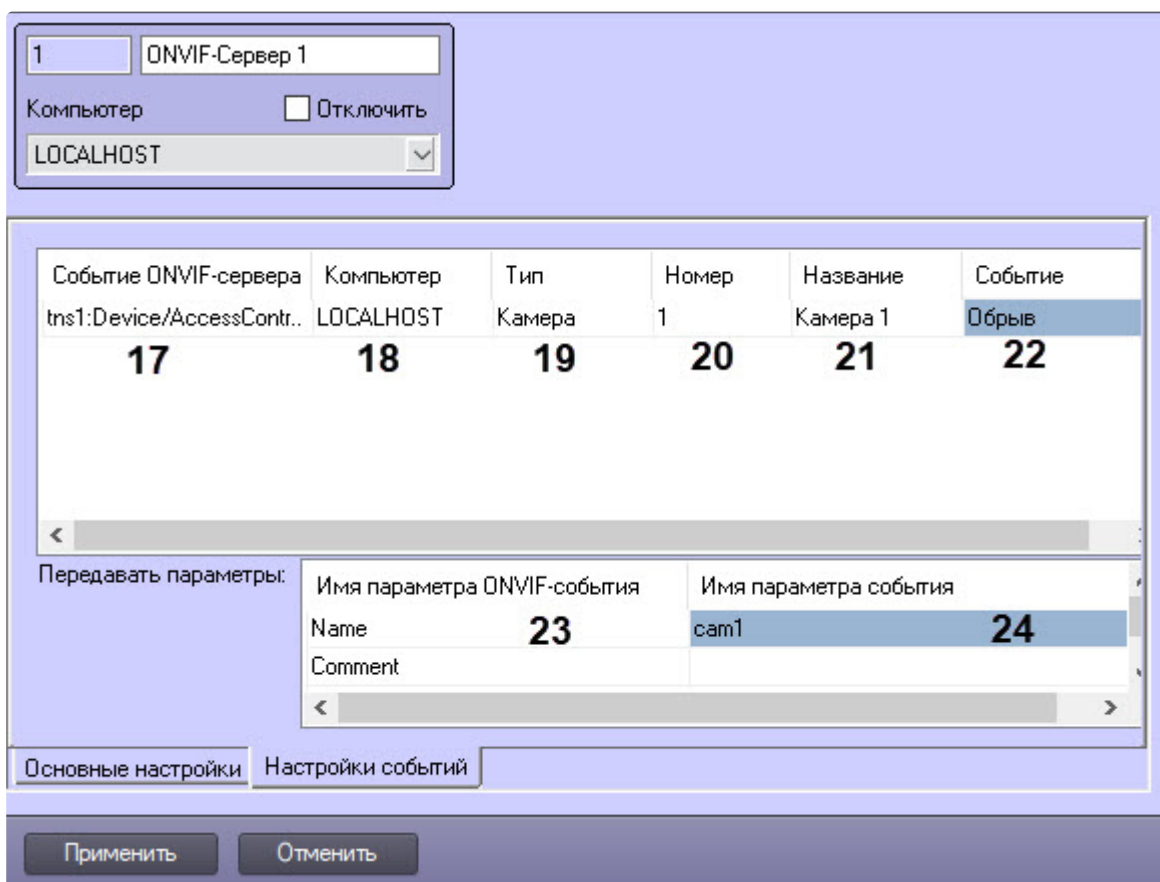 1 ONVIF-Сервер 1
Компьютер Отключить
LOCALHOST
Событие ONVIF-сервера Компьютер Тип Номер Название Событие
tns1:Device/AccessContr.. LOCALHOST Камера 1 Камера 1 Обрыв
17 18 19 20 21 22
Передавать параметры: Имя параметра ONVIF-события Имя параметра события
Name 23 cam1 24
Comment
Основные настройки Настройки событий
Применить Отменить